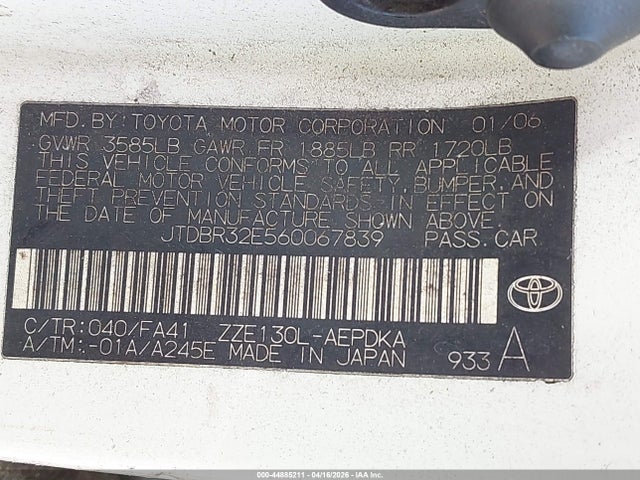 MFD. BY: TOYOTA MOTOR CORPORATION 01/06
GVWR 3585LB GAWR FR 1885LB RR 1720LB
THIS VEHICLE CONFORMS TO ALL APPLICABLE
FEDERAL MOTOR VEHICLE SAFETY, BUMPER, AND
THEFT PREVENTION STANDARDS IN EFFECT ON
THE DATE OF MANUFACTURE SHOWN ABOVE.
JTDBR32E560067839 PASS. CAR
C/TR: 040/FA41 ZZE130L-AEPDKA
A/TM: -01A/A245E MADE IN JAPAN 933 A
000-44885211 - 04/16/2026 - IAA Inc.